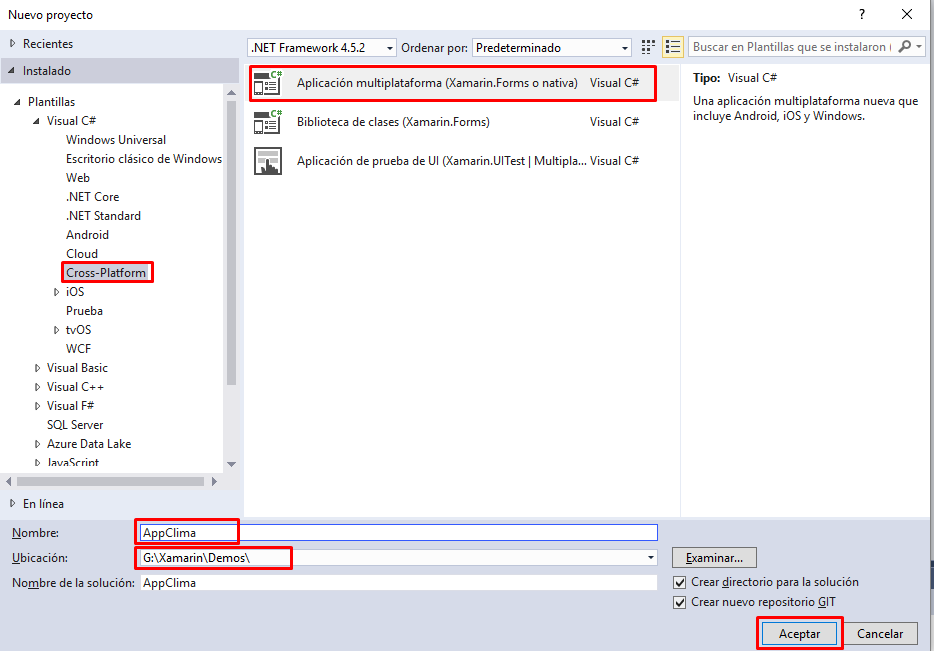 Nuevo proyecto
?
Recientes
.NET Framework 4.5.2
Ordenar por:
Predeterminado
Buscar en Plantillas que se instalaron (
Instalado
Plantillas
Visual C#
Windows Universal
Escritorio clásico de Windows
Web
.NET Core
.NET Standard
Android
Cloud
Cross-Platform
iOS
Prueba
tvOS
WCF
Visual Basic
Visual C++
Visual F#
SQL Server
Azure Data Lake
JavaScript
En línea
C# Aplicación multiplataforma (Xamarin.Forms o nativa) Visual C#
C# Biblioteca de clases (Xamarin.Forms) Visual C#
Aplicación de prueba de UI (Xamarin.UITest | Multipla... Visual C#
Tipo: Visual C#
Una aplicación multiplataforma nueva que
incluye Android, iOS y Windows.
Nombre: AppClima
Ubicación: G:\Xamarin\Demos\
Examinar...
Nombre de la solución: AppClima
Crear directorio para la solución
Crear nuevo repositorio GIT
Aceptar
Cancelar